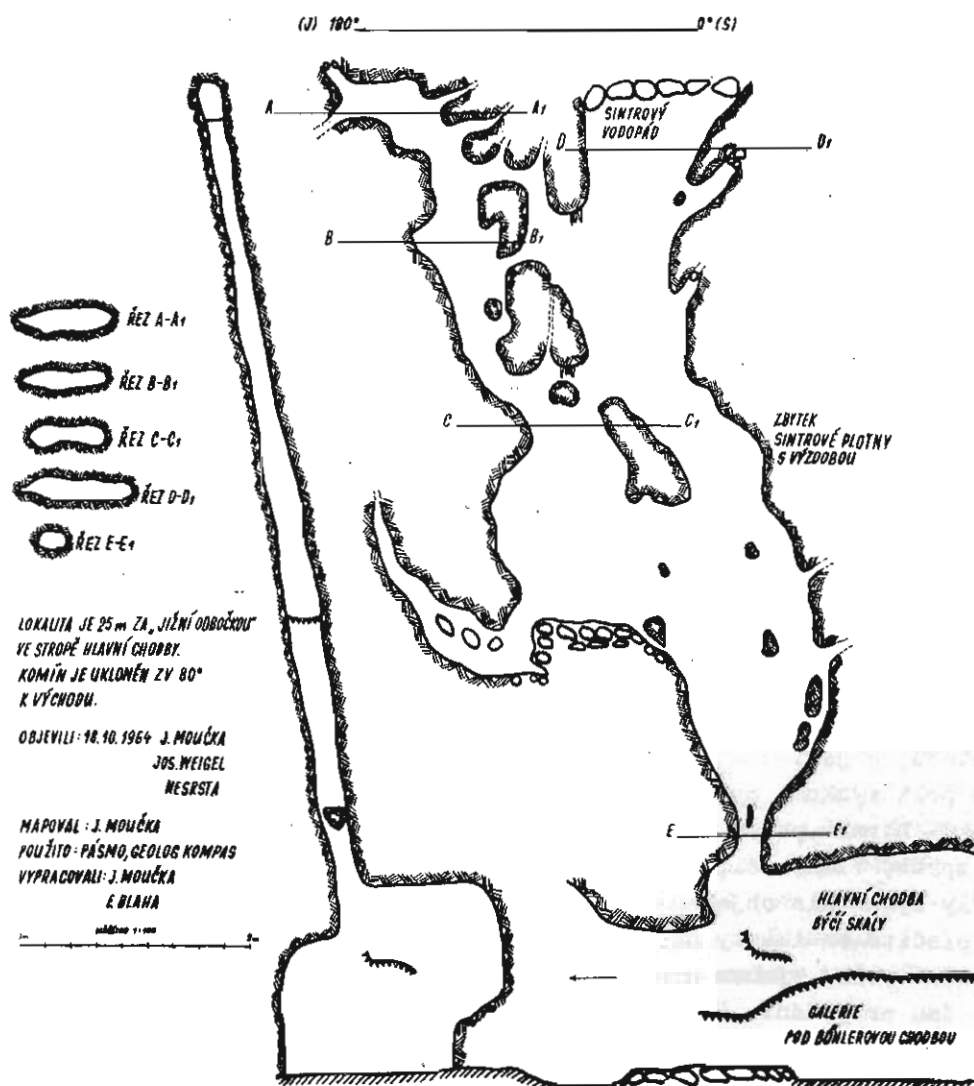 (J) 180° 0° (S)
A A1
SINTROVÝ
VODOPÁD
D D1
B B1
ŘEZ A-A1
ŘEZ B-B1
ŘEZ C-C1
ŘEZ D-D1
ŘEZ E-E1
C C1
ZBYTEK
SINTROVÉ PLOTNY
S VÝZDOBOU
LOKALITA JE 25 m ZA „JIŽNÍ ODBOČKOU"
VE STROPĚ HLAVNÍ CHODBY.
KOMÍN JE UKLONĚN ZV 80°
K VÝCHODU.
OBJEVILI: 18.10.1964 J. MOUČKA
JOS. WEIGEL
NESRSTA
MAPOVAL: J. MOUČKA
POUŽITO: PÁSMO, GEOLOG KOMPAS
VYPRACOVALI: J. MOUČKA
E. BLAHA
E E1
HLAVNÍ CHODBA
BÝČÍ SKÁLY
GALERIE
POD BÖHLEROVOU CHODBOU